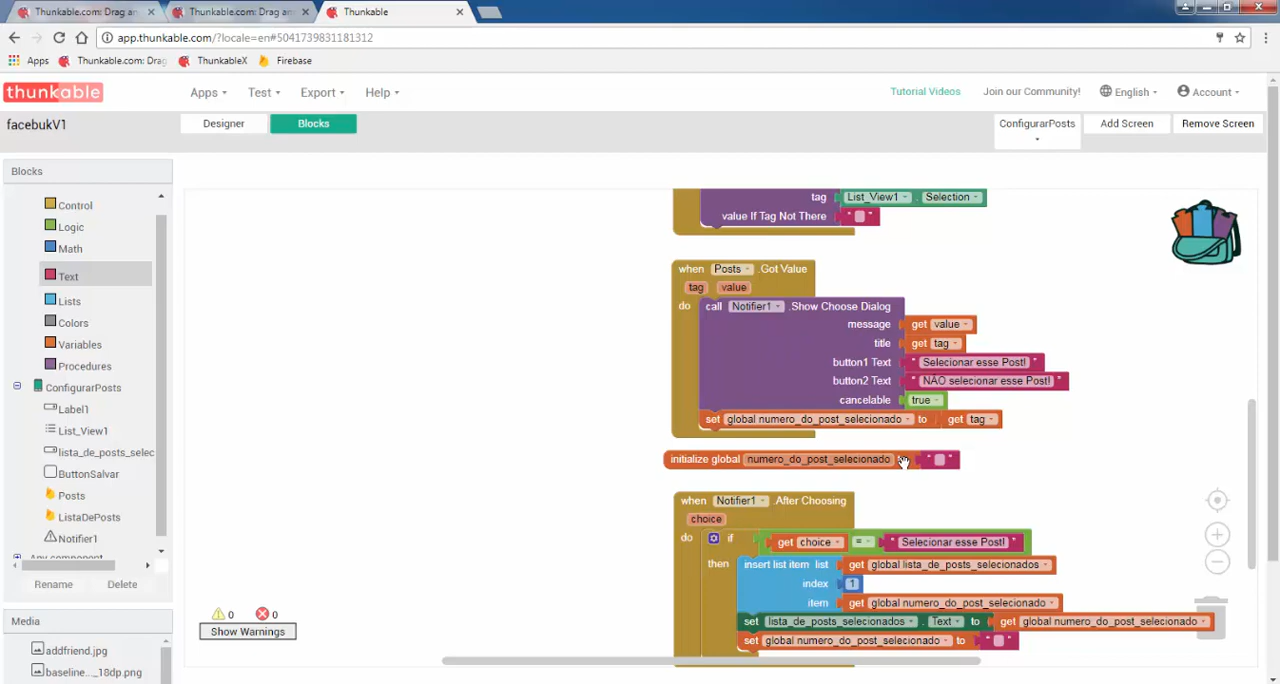 Thunkable.com: Drag an
Thunkable.com: Drag an
Thunkable
app.thunkable.com/?locale=en#5041739831181312
Apps
Thunkable.com: Drag
ThunkableX
Firebase
thunkable
Apps
Test
Export
Help
Tutorial Videos
Join our Community!
English
Account
facebukV1
Designer
Blocks
ConfigurarPosts
Add Screen
Remove Screen
Blocks
Control
Logic
Math
Text
Lists
Colors
Variables
Procedures
ConfigurarPosts
Label1
List_View1
lista_de_posts_selec
ButtonSalvar
Posts
ListaDePosts
Notifier1
Any component
Rename
Delete
Media
addfriend.jpg
baseline..._18dp.png
0
0
Show Warnings
tag List_View1 . Selection
value If Tag Not There " "
when Posts .Got Value
tag value
do call Notifier1 .Show Choose Dialog
message get value
title get tag
button1 Text " Selecionar esse Post! "
button2 Text " NÃO selecionar esse Post! "
cancelable true
set global numero_do_post_selecionado to get tag
initialize global numero_do_post_selecionado " "
when Notifier1 .After Choosing
choice
do if get choice = " Selecionar esse Post! "
then insert list item list get global lista_de_posts_selecionados
index 1
item get global numero_do_post_selecionado
set lista_de_posts_selecionados . Text to get global numero_do_post_selecionado
set global numero_do_post_selecionado to " "